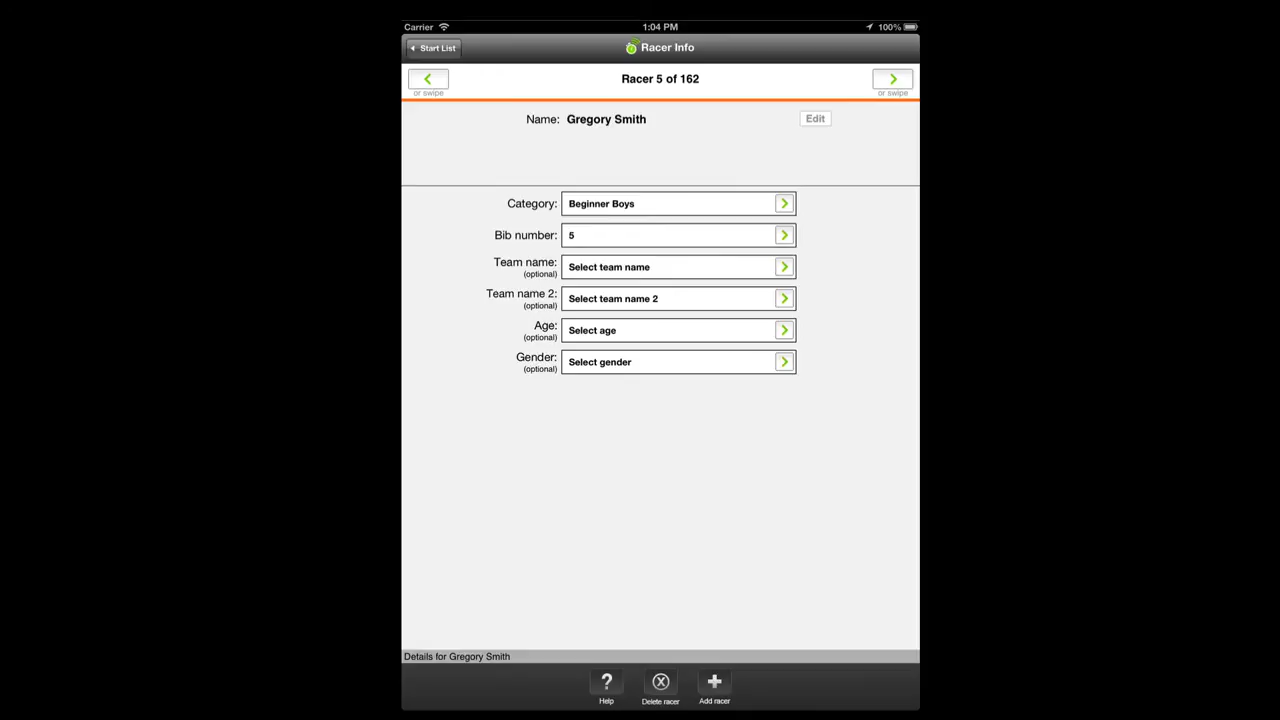 Carrier 1:04 PM 100%
Start List Racer Info
Racer 5 of 162
or swipe or swipe
Name: Gregory Smith Edit
Category: Beginner Boys
Bib number: 5
Team name: Select team name
(optional)
Team name 2: Select team name 2
(optional)
Age: Select age
(optional)
Gender: Select gender
(optional)
Details for Gregory Smith
? 
Help Delete racer Add racer